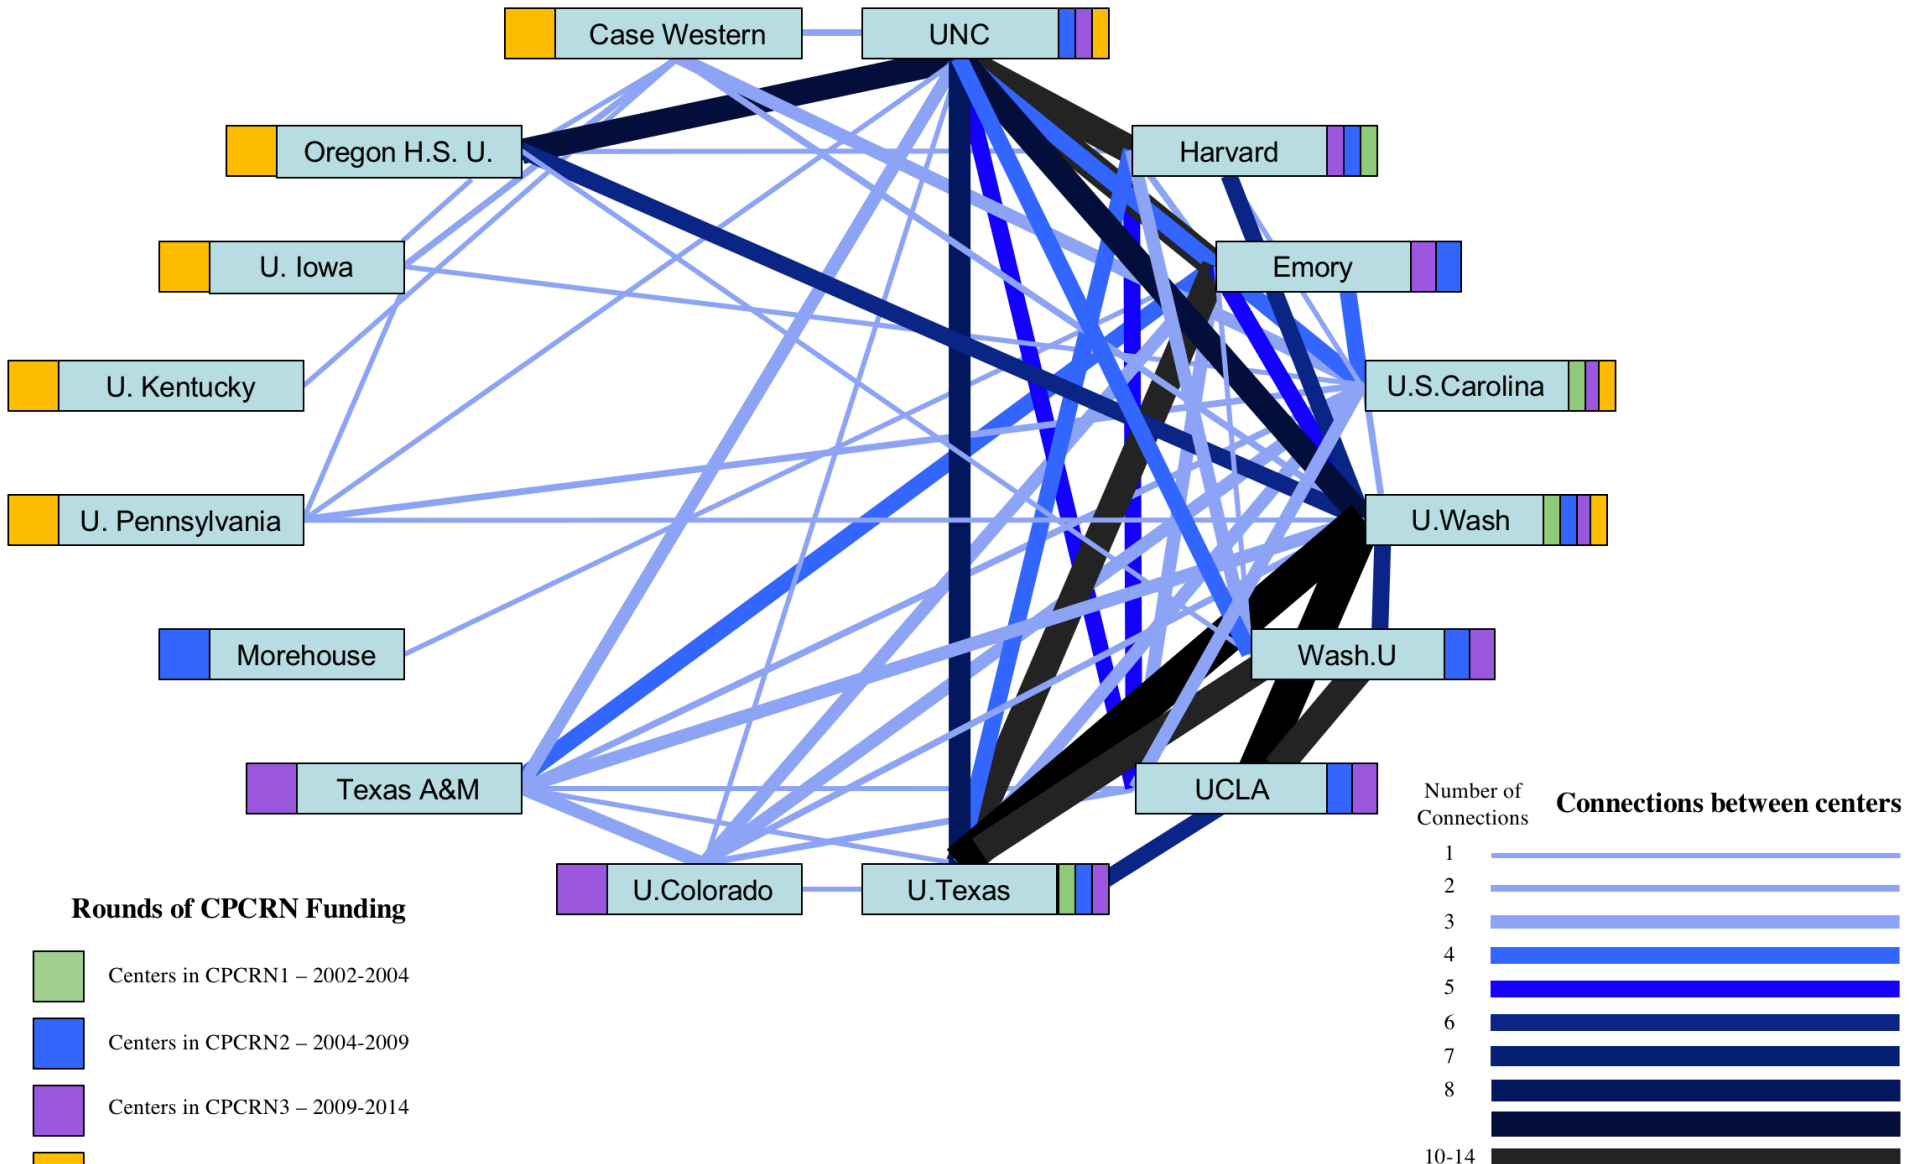 Case Western
UNC
Oregon H.S. U.
Harvard
U. Iowa
Emory
U. Kentucky
U.S.Carolina
U. Pennsylvania
U.Wash
Morehouse
Wash.U
Texas A&M
UCLA
U.Colorado
U.Texas
Number of
Connections
Connections between centers
1
2
3
4
5
6
7
8
10-14
Rounds of CPCRN Funding
Centers in CPCRN1 – 2002-2004
Centers in CPCRN2 – 2004-2009
Centers in CPCRN3 – 2009-2014